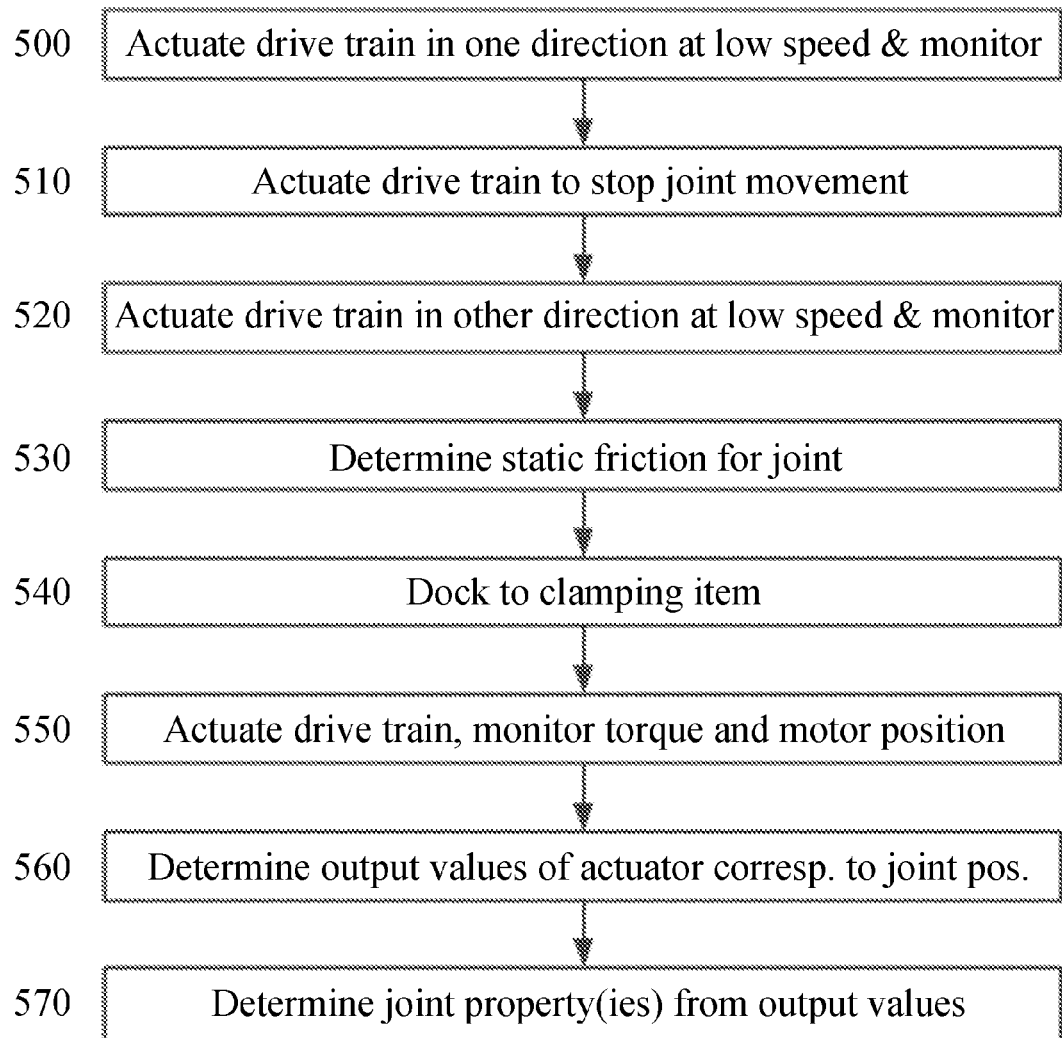 500 Actuate drive train in one direction at low speed & monitor
510 Actuate drive train to stop joint movement
520 Actuate drive train in other direction at low speed & monitor
530 Determine static friction for joint
540 Dock to clamping item
550 Actuate drive train, monitor torque and motor position
560 Determine output values of actuator corresp. to joint pos.
570 Determine joint property(ies) from output values